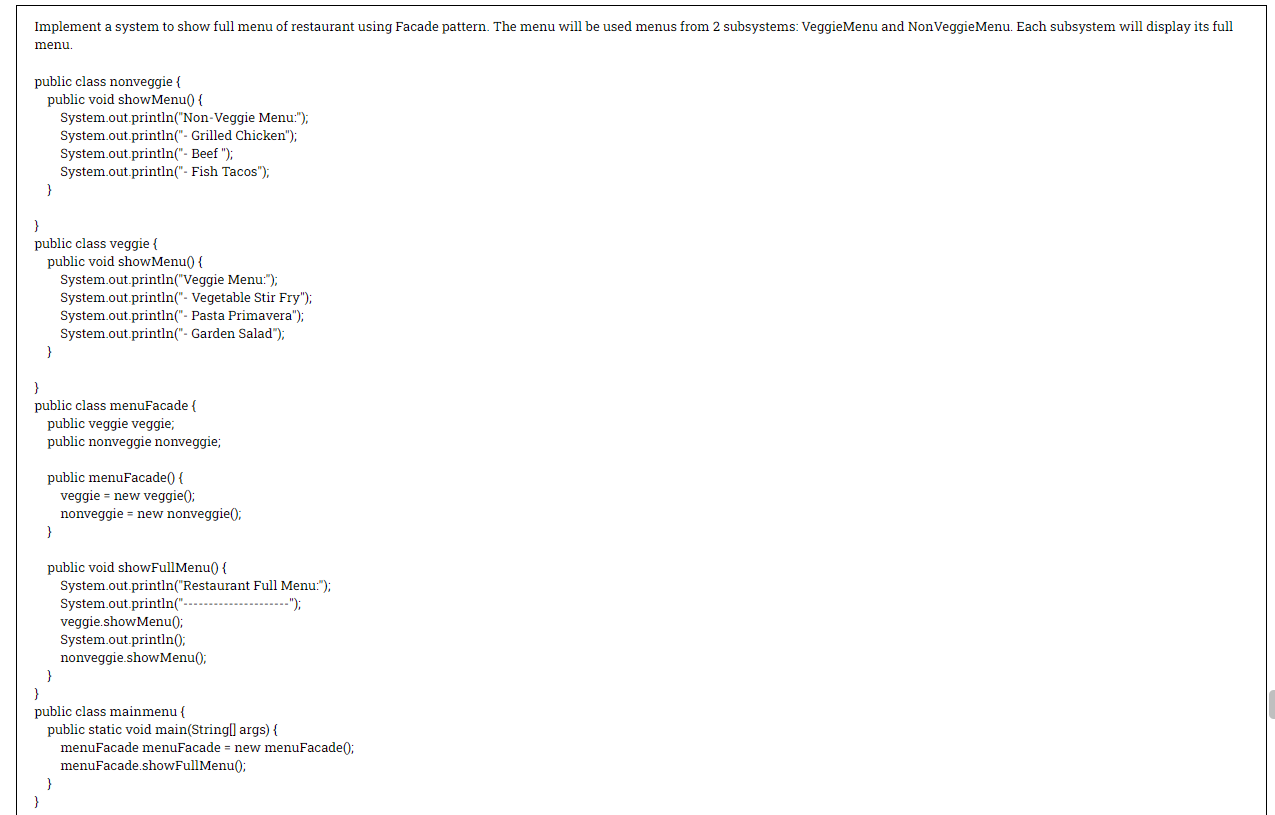 Implement a system to show full menu of restaurant using Facade pattern. The menu will be used menus from 2 subsystems: VeggieMenu and NonVeggieMenu. Each subsystem will display its full
menu.
public class nonveggie {
public void showMenu() {
System.out.println("Non-Veggie Menu:");
System.out.println("- Grilled Chicken");
System.out.println("- Beef ");
System.out.println("- Fish Tacos");
}
}
public class veggie {
public void showMenu() {
System.out.println("Veggie Menu:");
System.out.println("- Vegetable Stir Fry");
System.out.println("- Pasta Primavera");
System.out.println("- Garden Salad");
}
}
public class menuFacade {
public veggie veggie;
public nonveggie nonveggie;
public menuFacade() {
veggie = new veggie();
nonveggie = new nonveggie();
}
public void showFullMenu() {
System.out.println("Restaurant Full Menu:");
System.out.println("---------------------");
veggie.showMenu();
System.out.println();
nonveggie.showMenu();
}
}
public class mainmenu {
public static void main(String[] args) {
menuFacade menuFacade = new menuFacade();
menuFacade.showFullMenu();
}
}